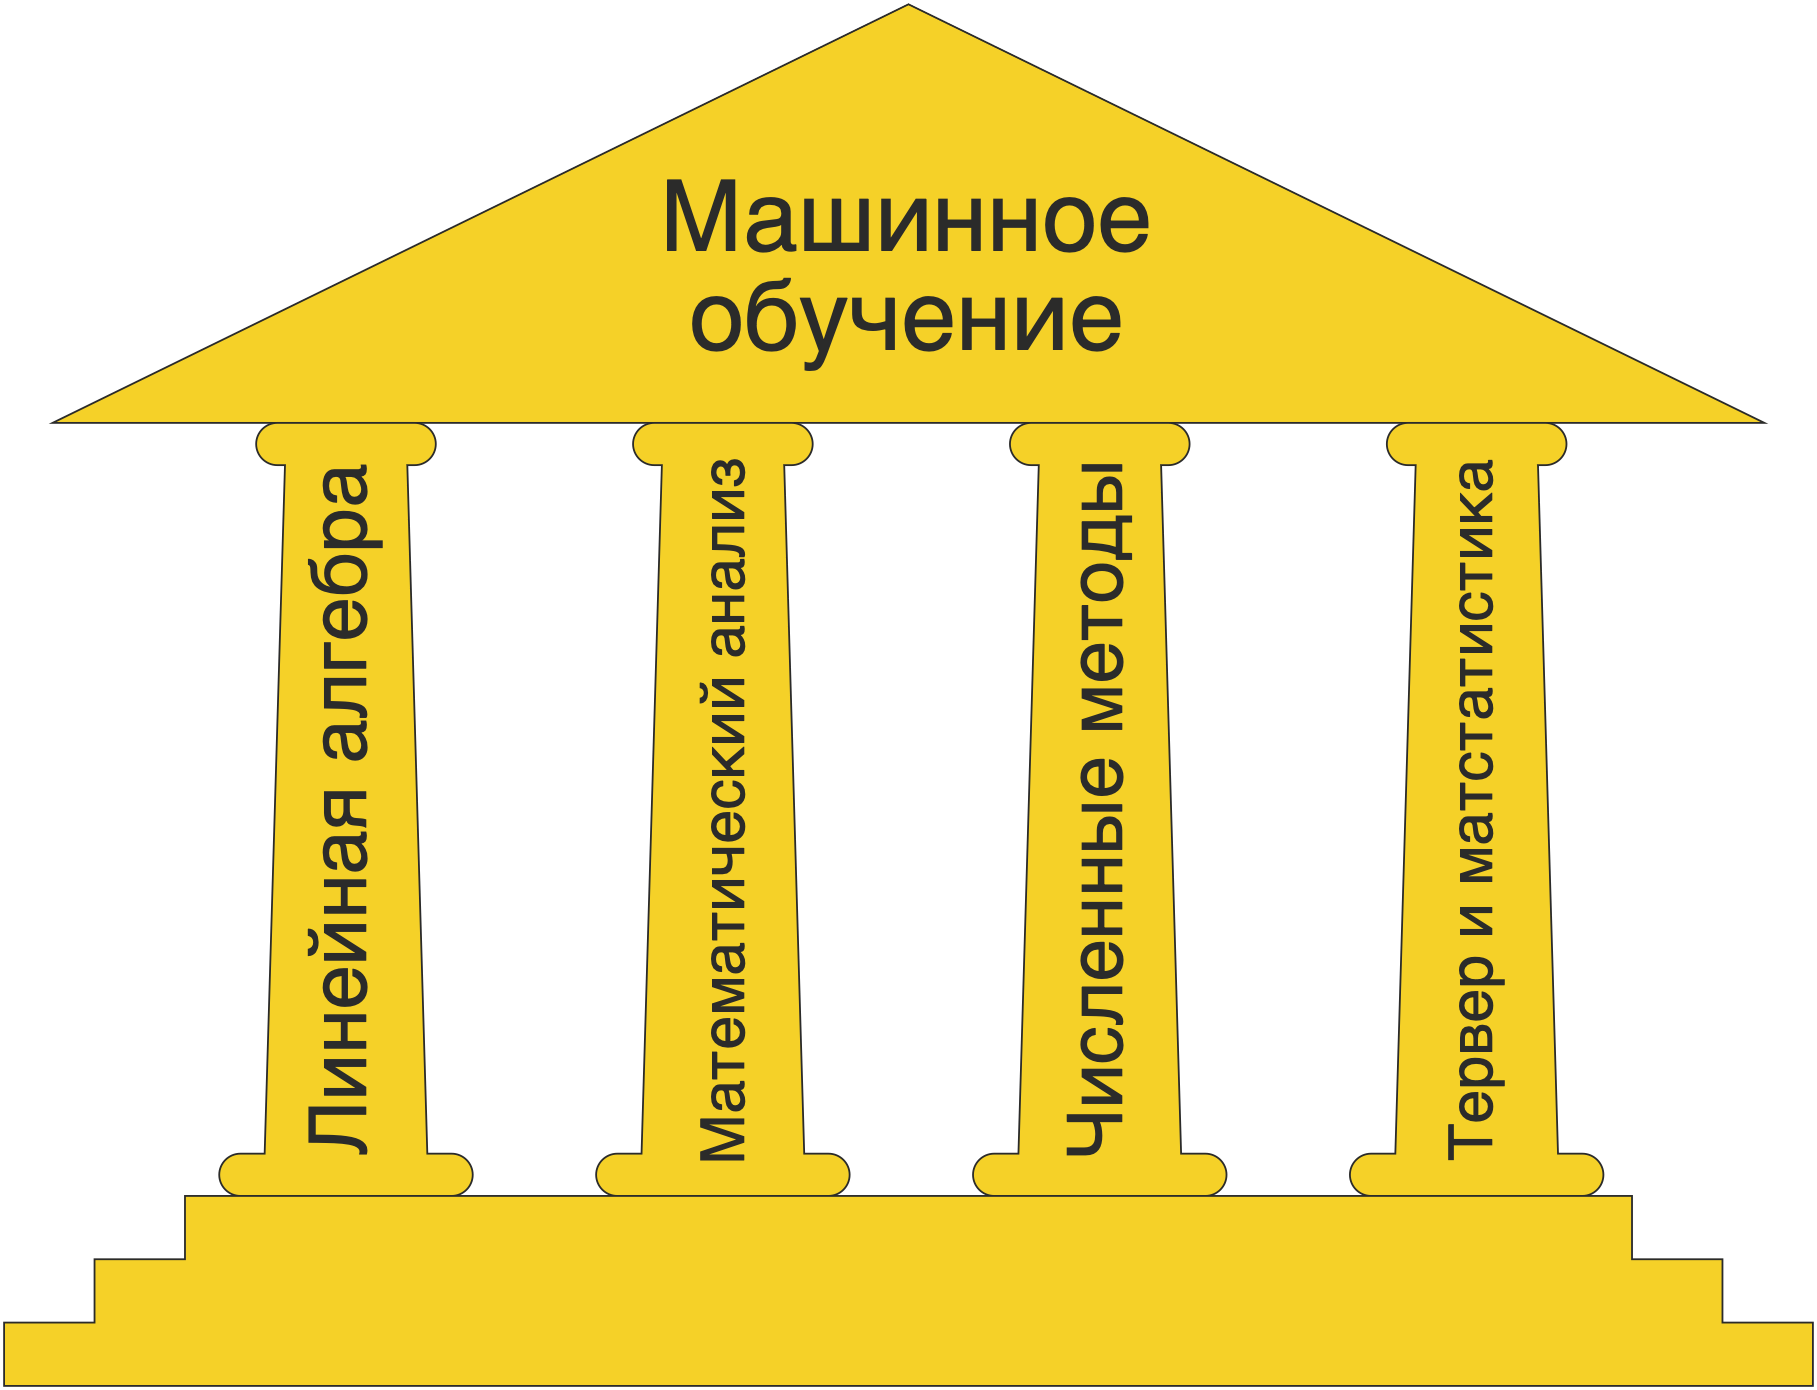 Машинное
обучение
Линейная алгебра
Математический анализ
Численные методы
Тервер и матстатистика